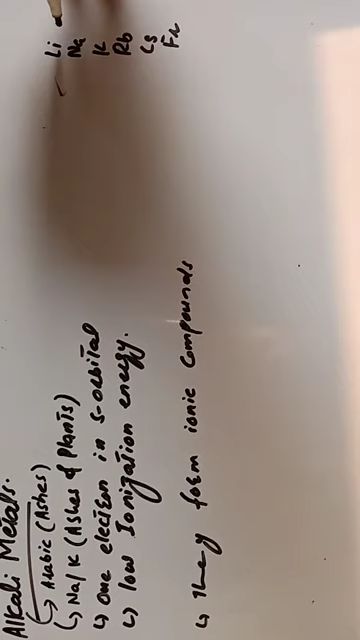 Alkali Metals.
↳ Arabic (Ashes)
↳ Na/K (Ashes of Plants)
↳ one electron in s-orbital
↳ low Ionization energy.
↳ they form ionic compounds
Li
Na
K
Rb
Cs
Fr